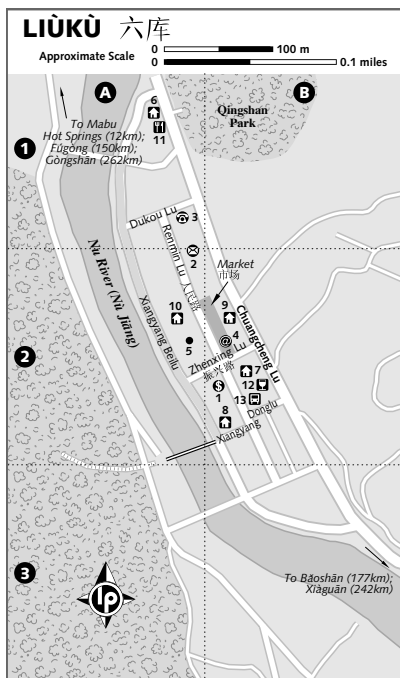 LIÙKÙ 六库
Approximate Scale
0 100 m
0 0.1 miles
A
B
1
2
3
To Mabu
Hot Springs (12km);
Fúgòng (150km);
Gòngshān (262km)
6
11
Qingshan
Park
Dukou Lu
3
Renmin Lu 人民路
2
Market
市场
Nu River (Nù Jiāng)
Xiangyang Beilu
10
9
Chuangcheng Lu
4
@
5
Zhenxing Lu
振兴路
7
$
1
12
13
8
Xiangyang Donglu
To Bǎoshān (177km);
Xiàguān (242km)
lp